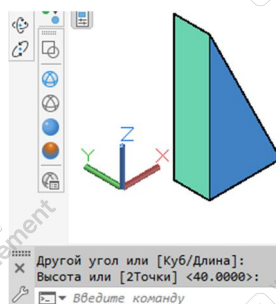 Z
Y
X
Другой угол или [Куб/Длина]:
Высота или [2Точки] <40.0000>:
Введите команду